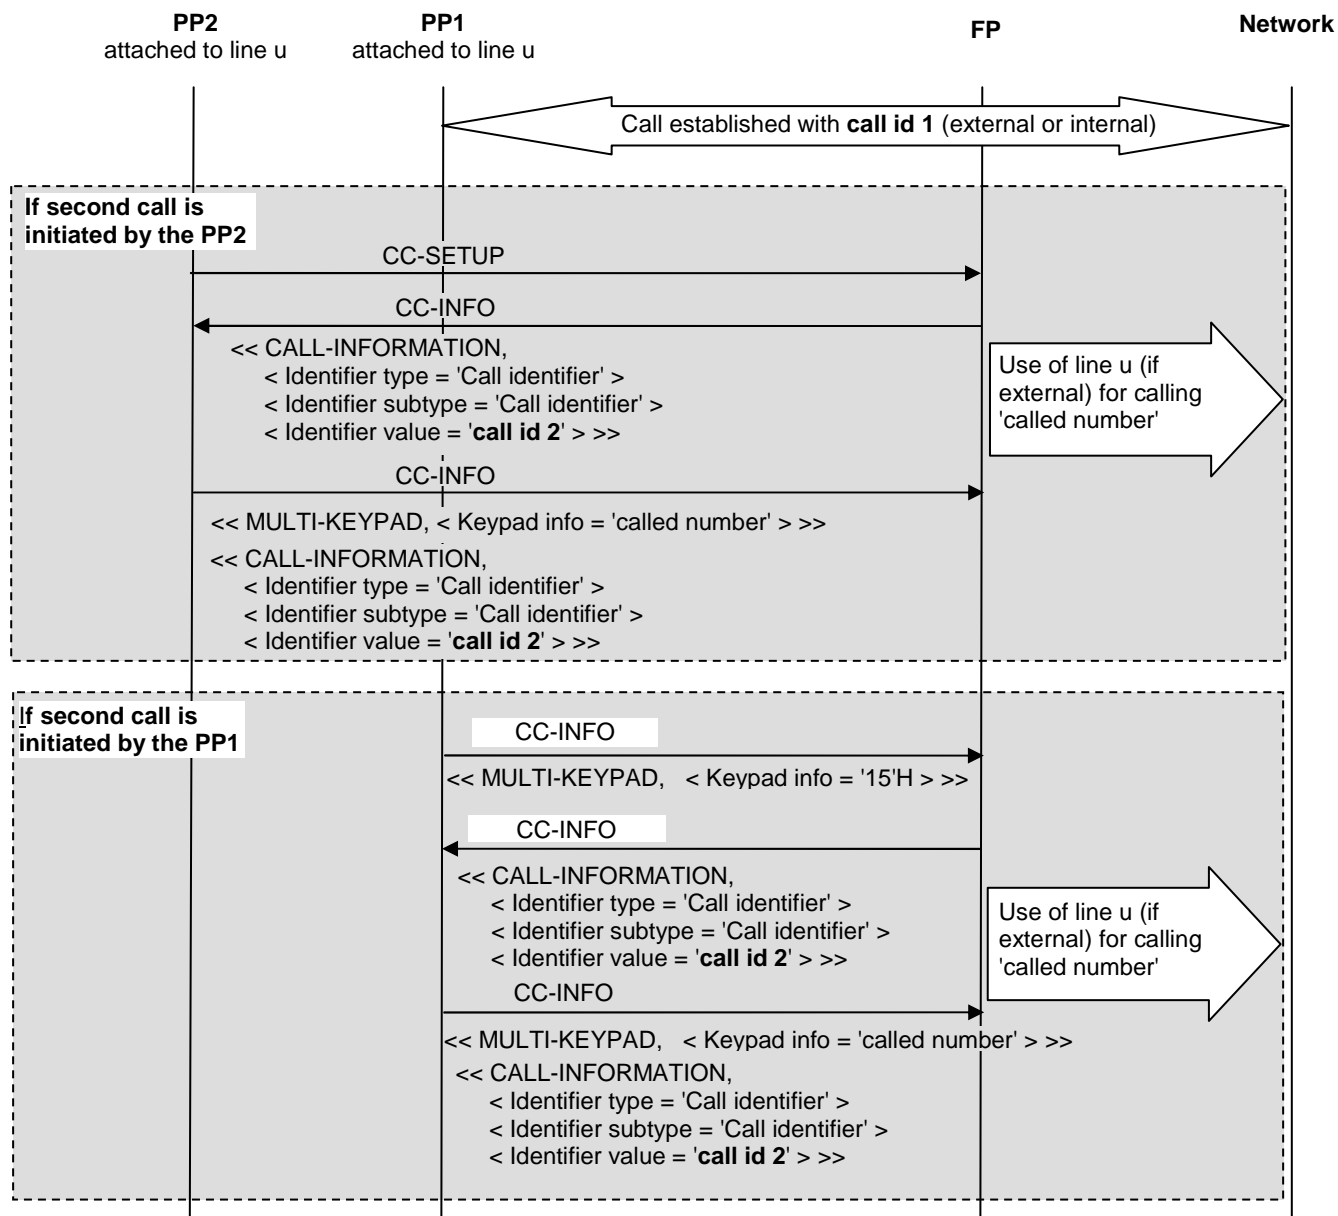 PP2
attached to line u
PP1
attached to line u
FP
Network
Call established with call id 1 (external or internal)
If second call is
initiated by the PP2
CC-SETUP
CC-INFO
<< CALL-INFORMATION,
< Identifier type = 'Call identifier' >
< Identifier subtype = 'Call identifier' >
< Identifier value = 'call id 2' > >>
Use of line u (if
external) for calling
'called number'
CC-INFO
<< MULTI-KEYPAD, < Keypad info = 'called number' > >>
<< CALL-INFORMATION,
< Identifier type = 'Call identifier' >
< Identifier subtype = 'Call identifier' >
< Identifier value = 'call id 2' > >>
If second call is
initiated by the PP1
CC-INFO
<< MULTI-KEYPAD, < Keypad info = '15'H > >>
CC-INFO
<< CALL-INFORMATION,
< Identifier type = 'Call identifier' >
< Identifier subtype = 'Call identifier' >
< Identifier value = 'call id 2' > >>
Use of line u (if
external) for calling
'called number'
CC-INFO
<< MULTI-KEYPAD, < Keypad info = 'called number' > >>
<< CALL-INFORMATION,
< Identifier type = 'Call identifier' >
< Identifier subtype = 'Call identifier' >
< Identifier value = 'call id 2' > >>